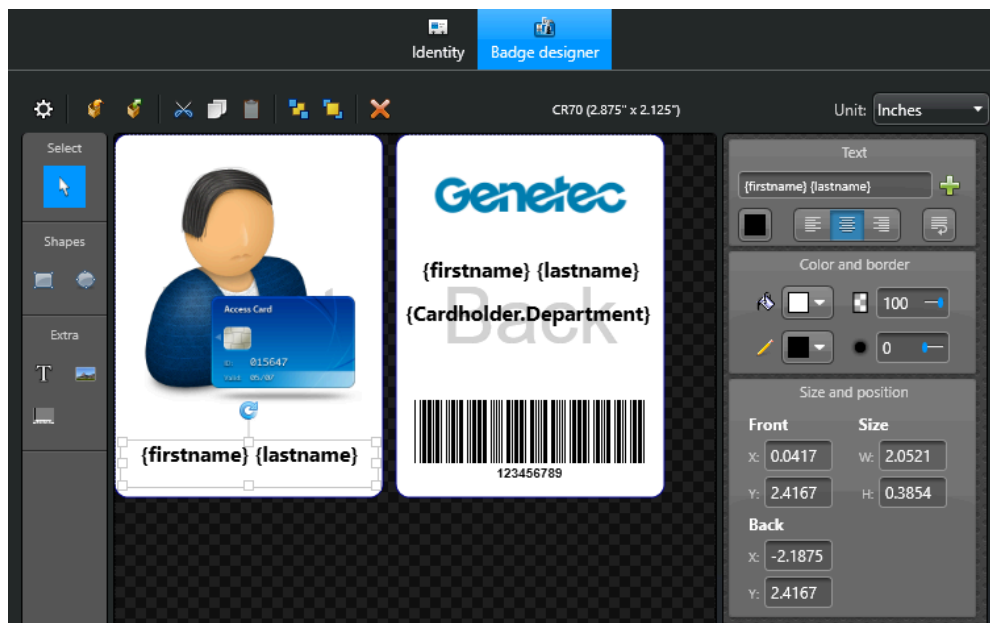 Identity
Badge designer
CR70 (2.875" x 2.125")
Unit: Inches
Select
Shapes
Extra
T
Access Card
ID: 015647
Valid 05/07
{firstname} {lastname}
Genetec
{firstname} {lastname}
Back
{Cardholder.Department}
123456789
Text
{firstname} {lastname}
Color and border
100
0
Size and position
Front Size
X: 0.0417 W: 2.0521
Y: 2.4167 H: 0.3854
Back
X: -2.1875
Y: 2.4167